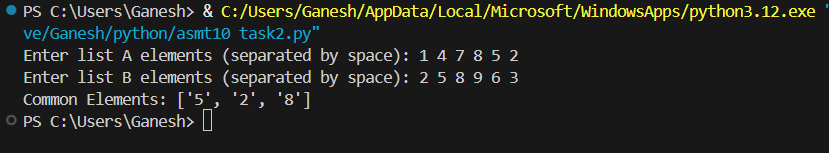 PS C:\Users\Ganesh> & C:/Users/Ganesh/AppData/Local/Microsoft/WindowsApps/python3.12.exe "
ve/Ganesh/python/asmt10 task2.py"
Enter list A elements (separated by space): 1 4 7 8 5 2
Enter list B elements (separated by space): 2 5 8 9 6 3
Common Elements: ['5', '2', '8']
PS C:\Users\Ganesh>